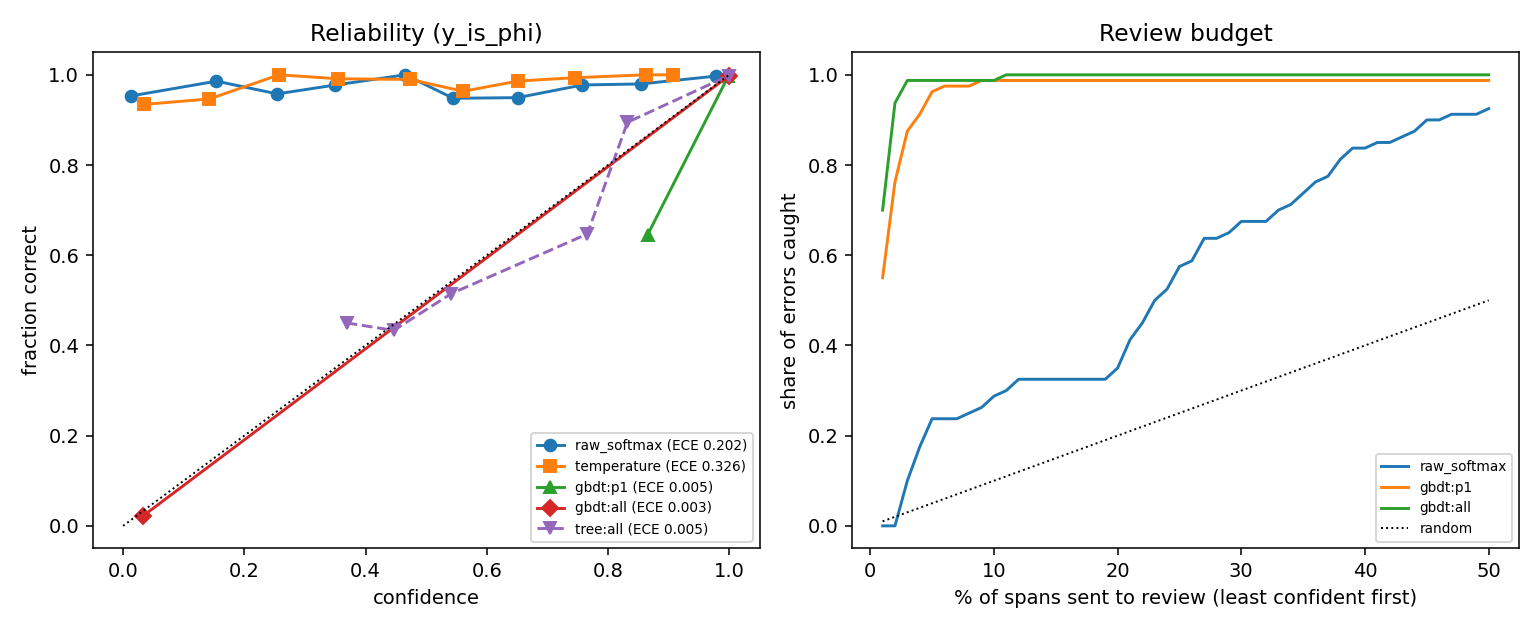 Reliability (y_is_phi)
fraction correct
1.0
0.8
0.6
0.4
0.2
0.0
0.0 0.2 0.4 0.6 0.8 1.0
confidence
raw_softmax (ECE 0.202)
temperature (ECE 0.326)
gbdt:p1 (ECE 0.005)
gbdt:all (ECE 0.003)
tree:all (ECE 0.005)
Review budget
share of errors caught
1.0
0.8
0.6
0.4
0.2
0.0
0 10 20 30 40 50
% of spans sent to review (least confident first)
raw_softmax
gbdt:p1
gbdt:all
random